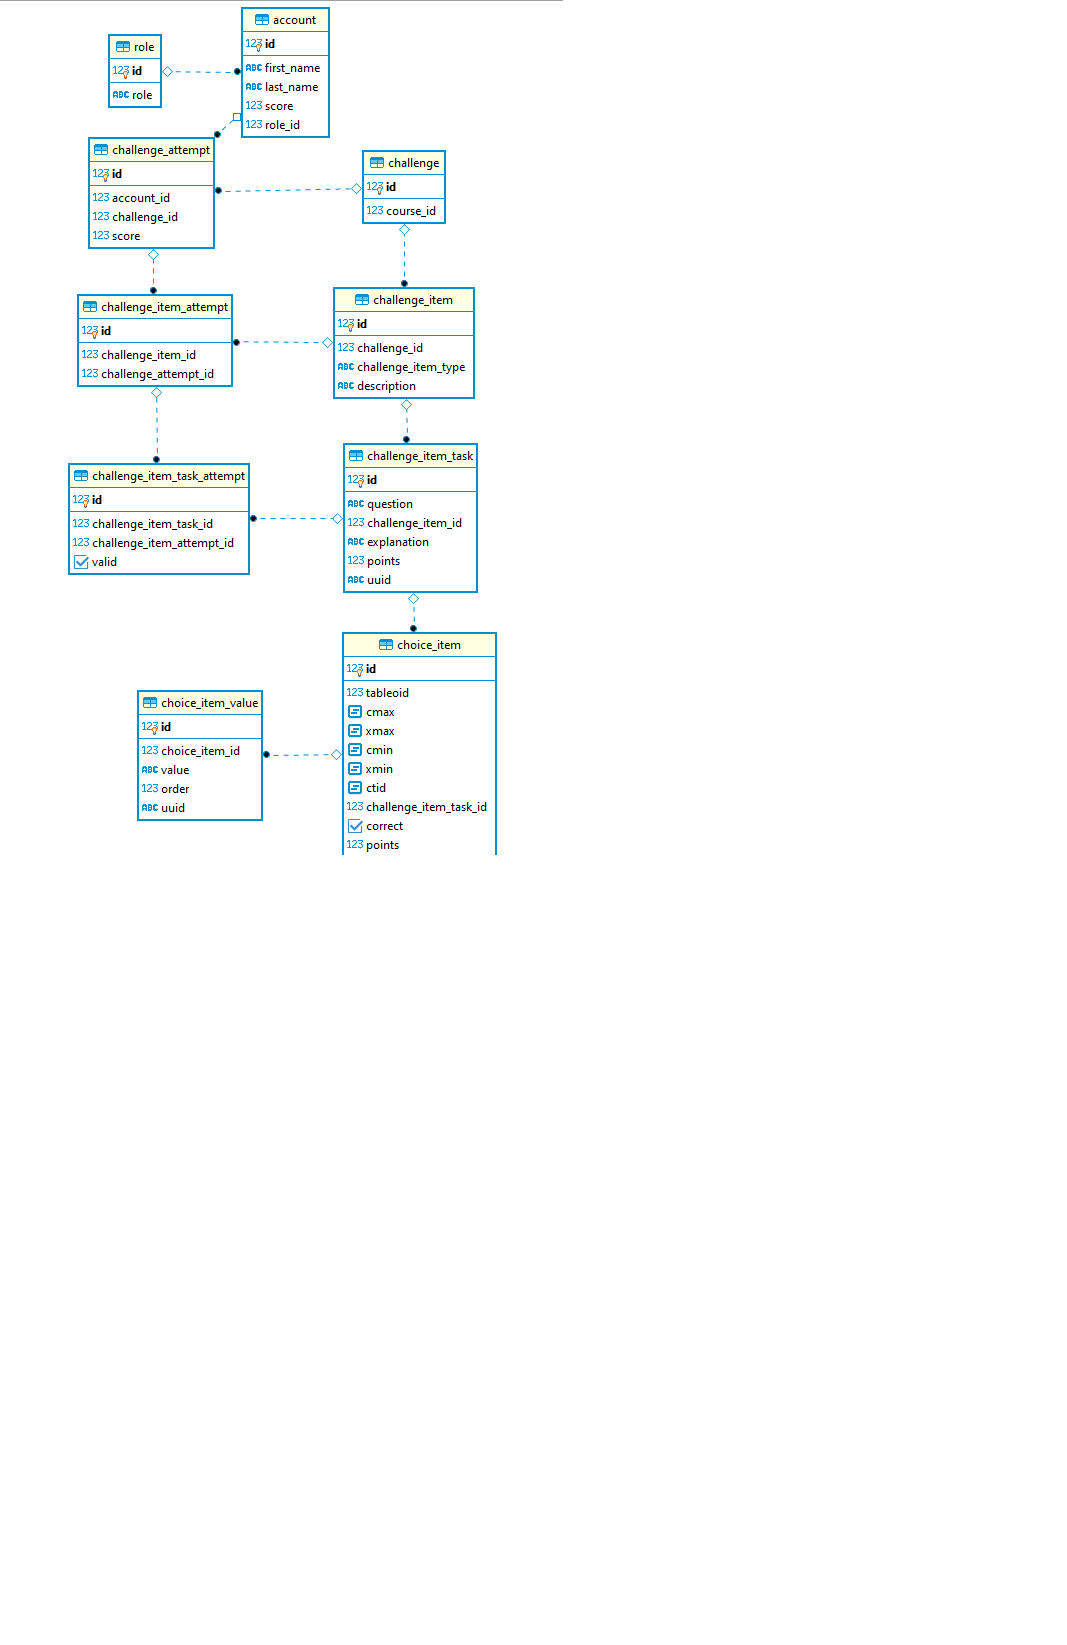 account
123 id
ABC first_name
ABC last_name
123 score
123 role_id
role
123 id
ABC role
challenge_attempt
123 id
123 account_id
123 challenge_id
123 score
challenge
123 id
123 course_id
challenge_item_attempt
123 id
123 challenge_item_id
123 challenge_attempt_id
challenge_item
123 id
123 challenge_id
ABC challenge_item_type
ABC description
challenge_item_task_attempt
123 id
123 challenge_item_task_id
123 challenge_item_attempt_id
valid
challenge_item_task
123 id
ABC question
123 challenge_item_id
ABC explanation
123 points
ABC uuid
choice_item_value
123 id
123 choice_item_id
ABC value
123 order
ABC uuid
choice_item
123 id
123 tableoid
cmax
xmax
cmin
xmin
ctid
123 challenge_item_task_id
correct
123 points